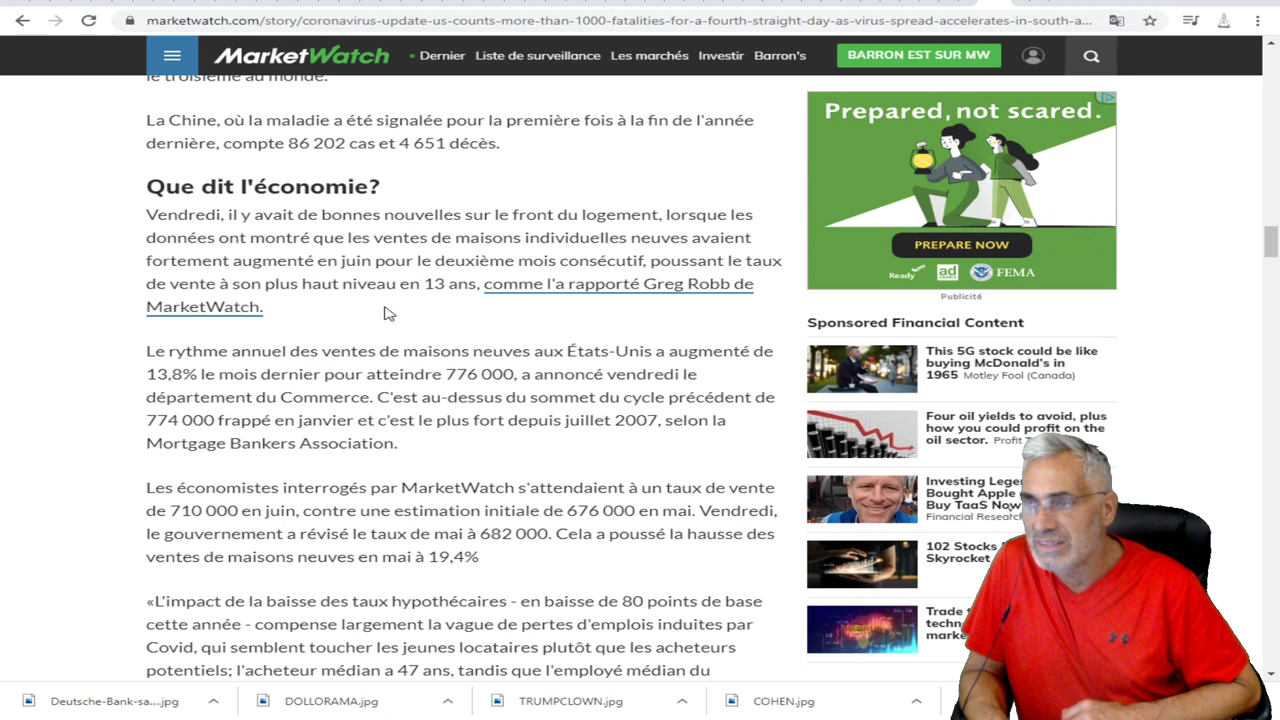 marketwatch.com/story/coronavirus-update-us-counts-more-than-1000-fatalities-for-a-fourth-straight-day-as-virus-spread-accelerates-in-south-a...
MarketWatch
• Dernier Liste de surveillance Les marchés Investir Barron's
BARRON EST SUR MW
le troisième au monde.
La Chine, où la maladie a été signalée pour la première fois à la fin de l'année
dernière, compte 86 202 cas et 4 651 décès.
Que dit l'économie?
Vendredi, il y avait de bonnes nouvelles sur le front du logement, lorsque les
données ont montré que les ventes de maisons individuelles neuves avaient
fortement augmenté en juin pour le deuxième mois consécutif, poussant le taux
de vente à son plus haut niveau en 13 ans, comme l'a rapporté Greg Robb de
MarketWatch.
Le rythme annuel des ventes de maisons neuves aux États-Unis a augmenté de
13,8% le mois dernier pour atteindre 776 000, a annoncé vendredi le
département du Commerce. C'est au-dessus du sommet du cycle précédent de
774 000 frappé en janvier et c'est le plus fort depuis juillet 2007, selon la
Mortgage Bankers Association.
Les économistes interrogés par MarketWatch s'attendaient à un taux de vente
de 710 000 en juin, contre une estimation initiale de 676 000 en mai. Vendredi,
le gouvernement a révisé le taux de mai à 682 000. Cela a poussé la hausse des
ventes de maisons neuves en mai à 19,4%
«L'impact de la baisse des taux hypothécaires - en baisse de 80 points de base
cette année - compense largement la vague de pertes d'emplois induites par
Covid, qui semblent toucher les jeunes locataires plutôt que les acheteurs
potentiels; l'acheteur médian a 47 ans, tandis que l'employé médian du
Prepared, not scared.
PREPARE NOW
Ready
ad
FEMA
Publicité
Sponsored Financial Content
This 5G stock could be like
buying McDonald's in
1965 Motley Fool (Canada)
Four oil yields to avoid, plus
how you could profit on the
oil sector. Profit
Investing
Bought Apple
Buy TaaS Now
Financial
102 Stocks
Skyrocket
Trade
Deutsche-Bank-sa....jpg
DOLLORAMA.jpg
TRUMPCLOWN.jpg
COHEN.jpg